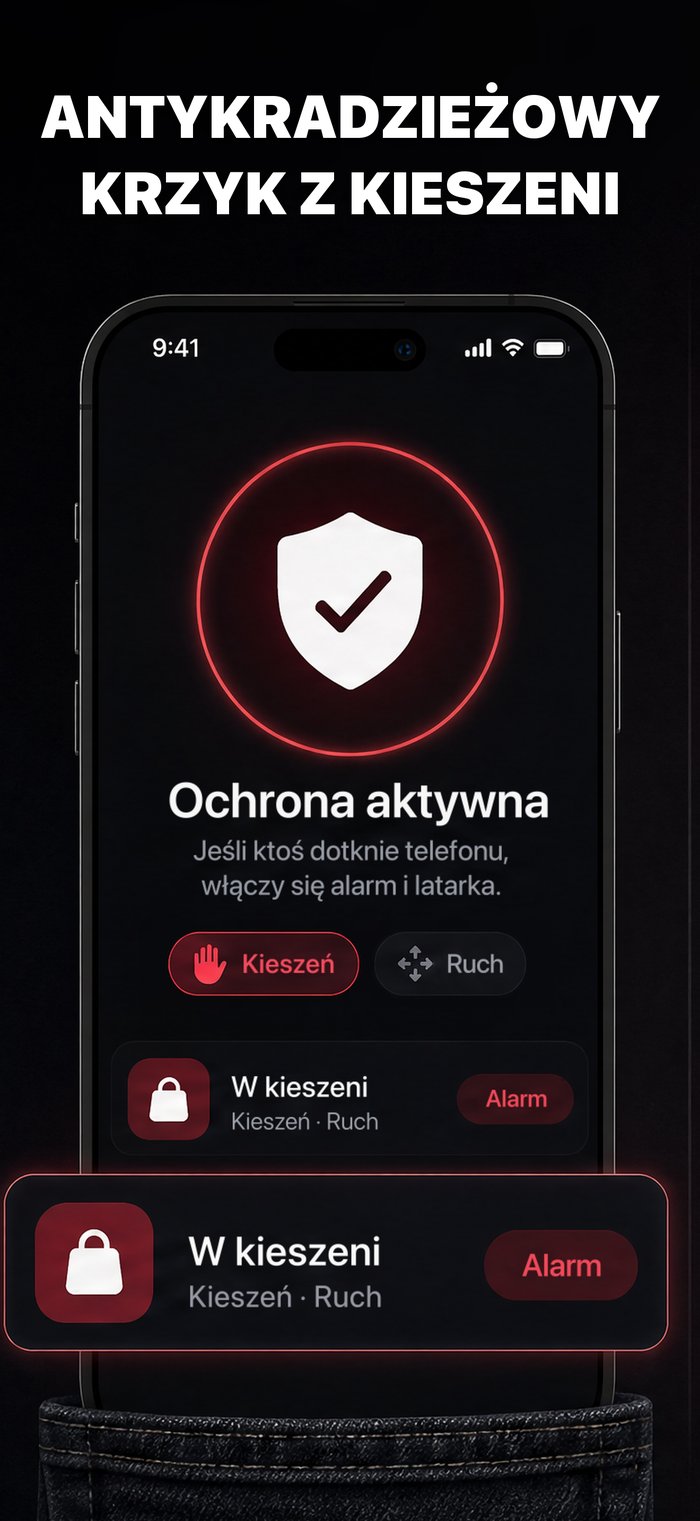 ANTYKRADZIEŻOWY
KRZYK Z KIESZENI
9:41
Ochrona aktywna
Jeśli ktoś dotknie telefonu,
włączy się alarm i latarka.
Kieszeń
Ruch
W kieszeni
Kieszeń · Ruch
Alarm
W kieszeni
Kieszeń · Ruch
Alarm